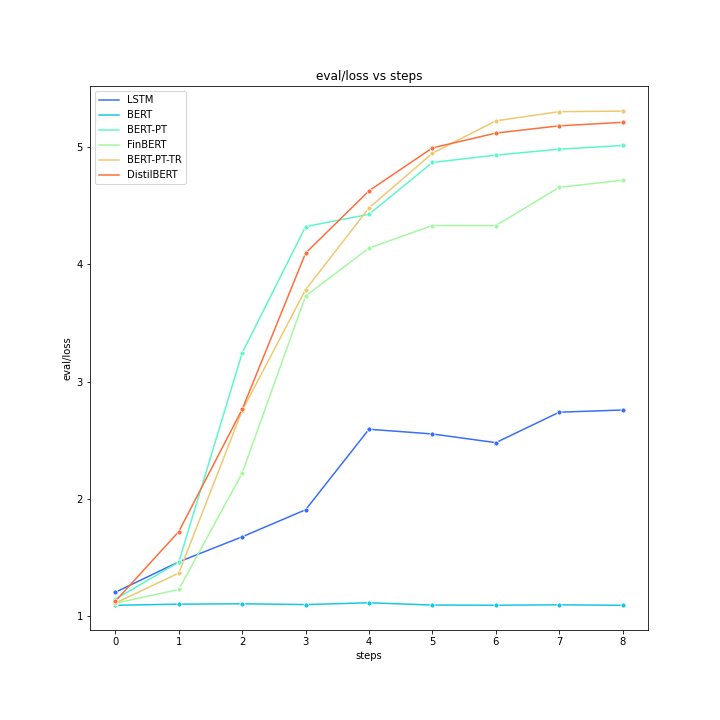 eval/loss vs steps
LSTM
BERT
BERT-PT
FinBERT
BERT-PT-TR
DistilBERT
5
4
3
2
1
eval/loss
0 1 2 3 4 5 6 7 8
steps